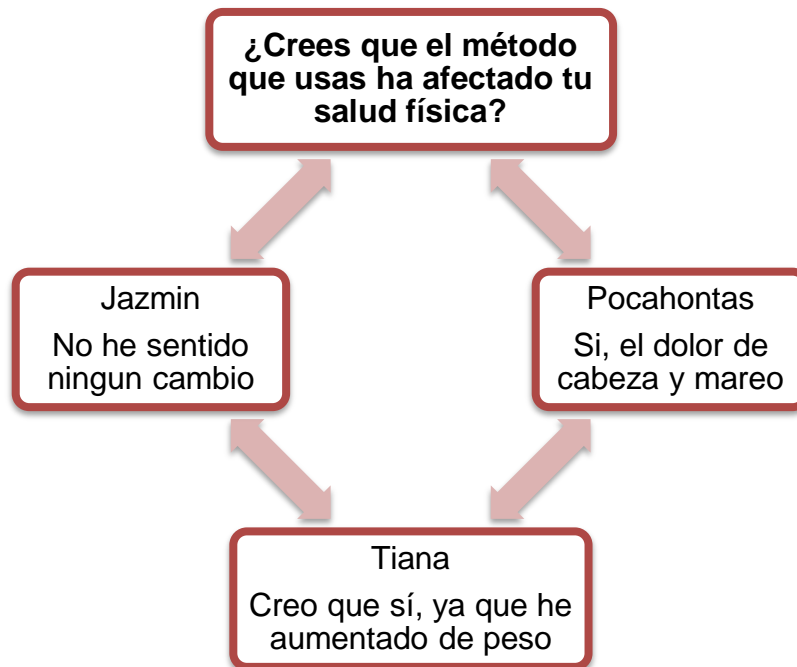 ¿Crees que el método
que usas ha afectado tu
salud física?
Jazmin
No he sentido
ningun cambio
Pocahontas
Si, el dolor de
cabeza y mareo
Tiana
Creo que sí, ya que he
aumentado de peso